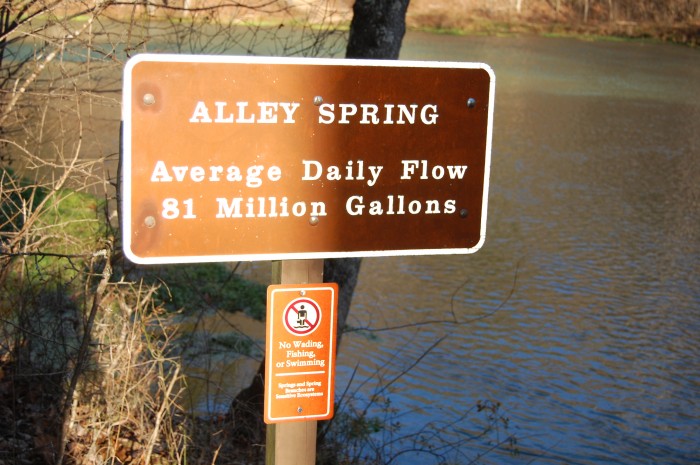 ALLEY SPRING
Average Daily Flow
81 Million Gallons
No Wading,
Fishing,
or Swimming
Springs and Spring
Branches are
Sensitive Ecosystems